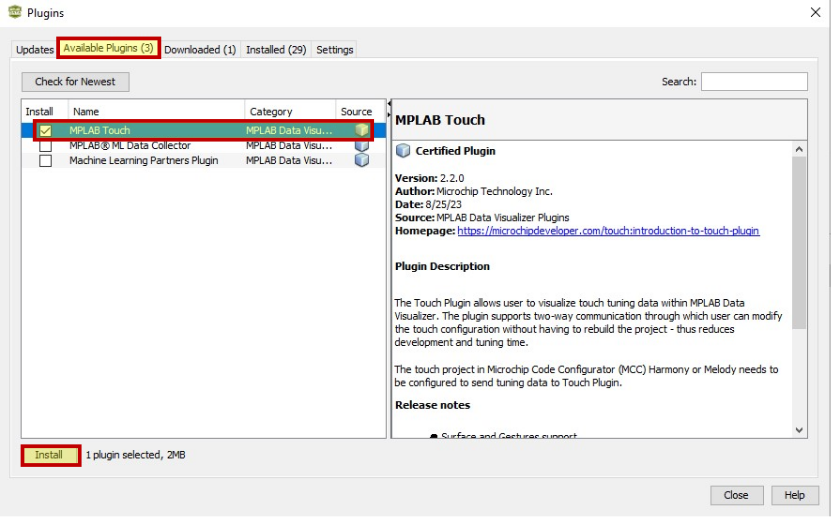 Plugins
Updates Available Plugins (3) Downloaded (1) Installed (29) Settings
Check for Newest Search:
Install Name Category Source
MPLAB Touch MPLAB Data Visu...
MPLAB® ML Data Collector MPLAB Data Visu...
Machine Learning Partners Plugin MPLAB Data Visu...
MPLAB Touch
Certified Plugin
Version: 2.2.0
Author: Microchip Technology Inc.
Date: 8/25/23
Source: MPLAB Data Visualizer Plugins
Homepage: https://microchipdeveloper.com/touch:introduction-to-touch-plugin
Plugin Description
The Touch Plugin allows user to visualize touch tuning data within MPLAB Data
Visualizer. The plugin supports two-way communication through which user can modify
the touch configuration without having to rebuild the project - thus reduces
development and tuning time.
The touch project in Microchip Code Configurator (MCC) Harmony or Melody needs to
be configured to send tuning data to Touch Plugin.
Release notes
● Surface and Gestures support
Install 1 plugin selected, 2MB
Close Help